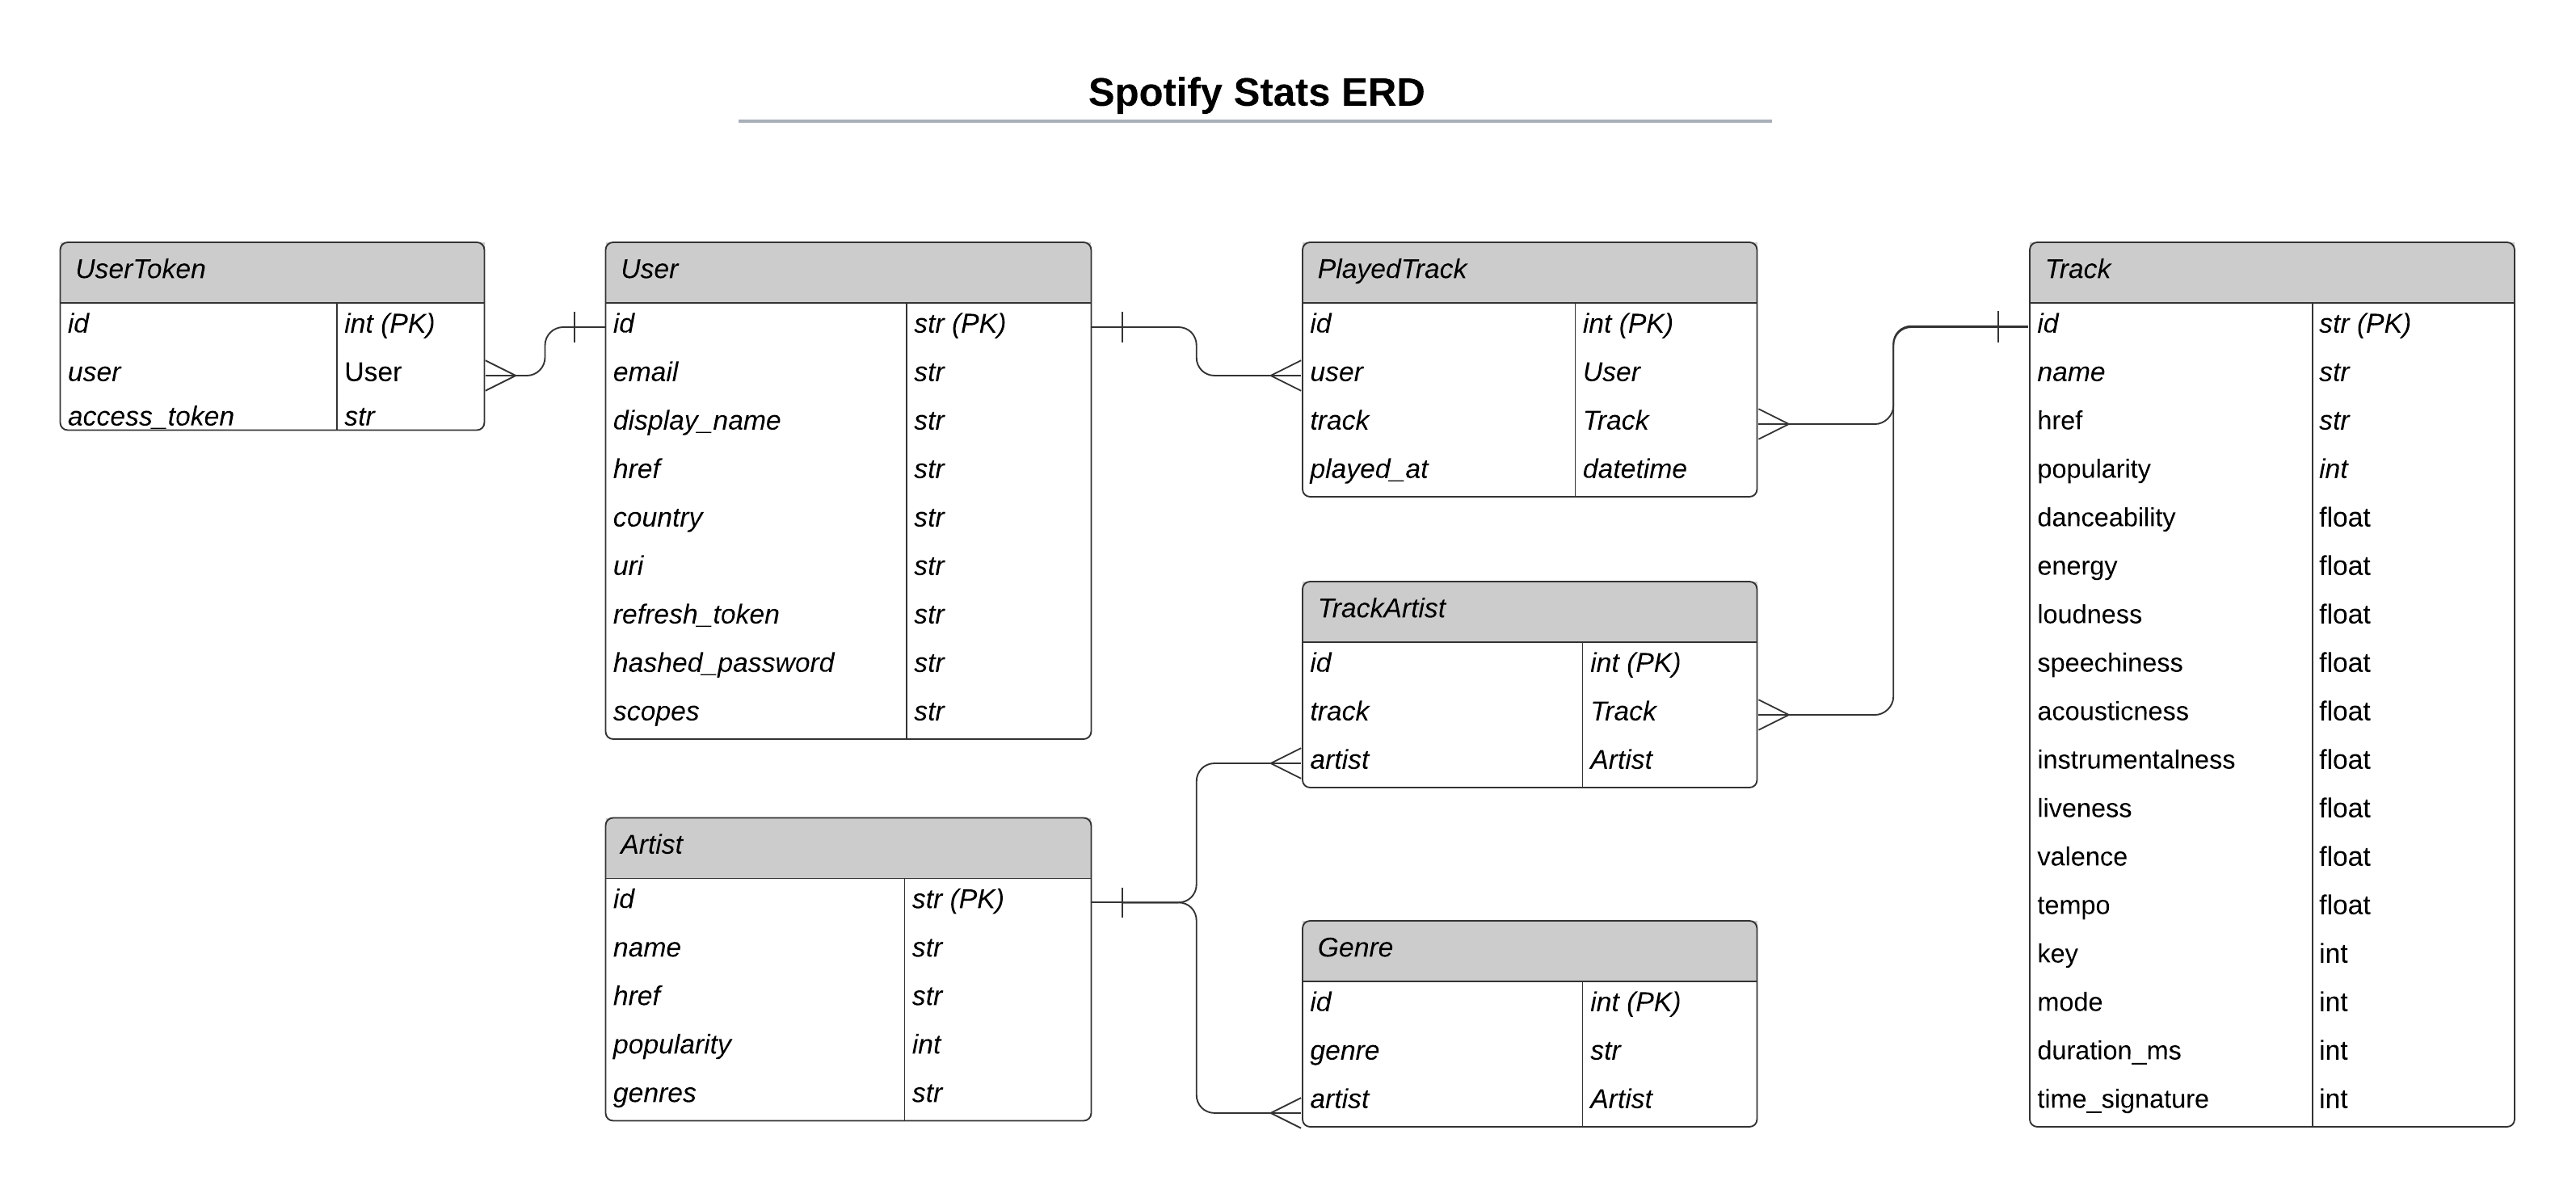 Spotify Stats ERD
UserToken
id int (PK)
user User
access_token str
User
id str (PK)
email str
display_name str
href str
country str
uri str
refresh_token str
hashed_password str
scopes str
PlayedTrack
id int (PK)
user User
track Track
played_at datetime
TrackArtist
id int (PK)
track Track
artist Artist
Artist
id str (PK)
name str
href str
popularity int
genres str
Genre
id int (PK)
genre str
artist Artist
Track
id str (PK)
name str
href str
popularity int
danceability float
energy float
loudness float
speechiness float
acousticness float
instrumentalness float
liveness float
valence float
tempo float
key int
mode int
duration_ms int
time_signature int